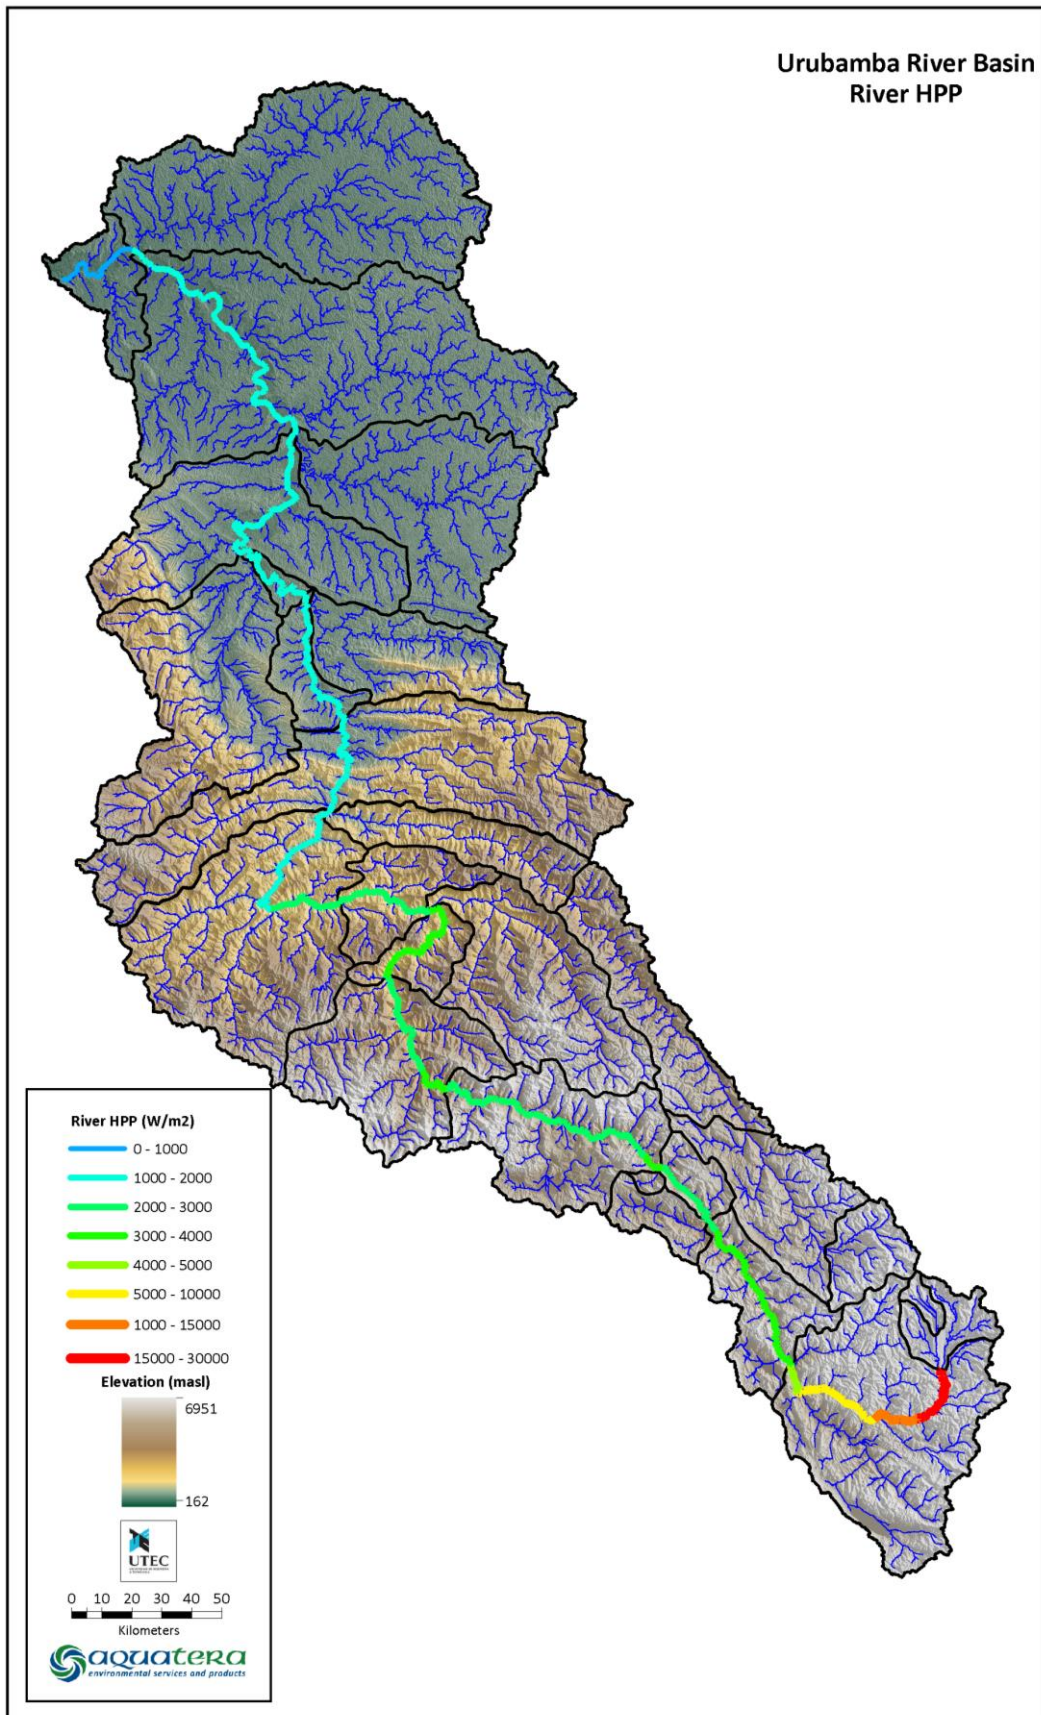 Urubamba River Basin
River HPP
River HPP (W/m2)
0 - 1000
1000 - 2000
2000 - 3000
3000 - 4000
4000 - 5000
5000 - 10000
1000 - 15000
15000 - 30000
Elevation (masl)
6951
162
UTEC
0 10 20 30 40 50
Kilometers
aquatera
environmental services and products